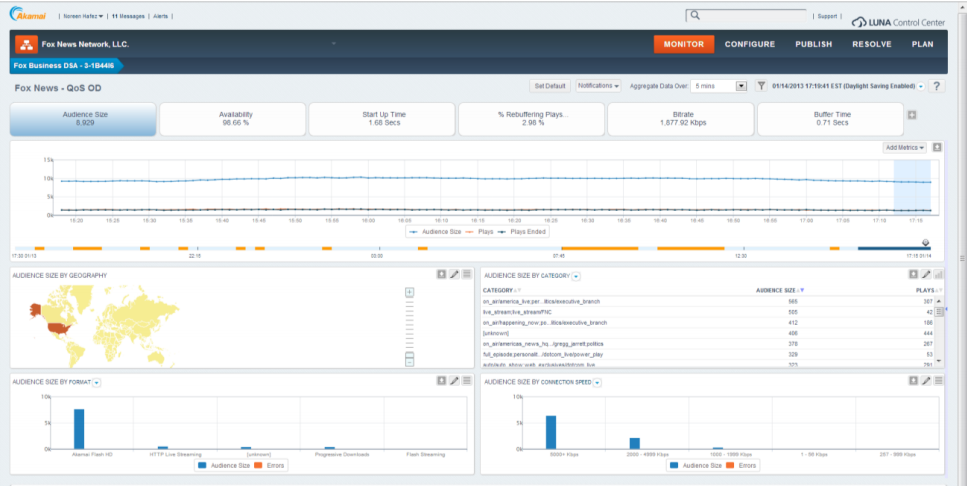 Akamai | Noreen Hafez | 11 Messages | Alerts | | Support | LUNA Control Center
Fox News Network, LLC. MONITOR CONFIGURE PUBLISH RESOLVE PLAN
Fox Business DSA - 3-1B44I6
Fox News - QoS OD Set Default Notifications Aggregate Data Over: 5 mins 01/14/2013 17:19:41 EST (Daylight Saving Enabled) ?
Audience Size Availability Start Up Time % Rebuffering Plays... Bitrate Buffer Time
8,929 98.66 % 1.68 Secs 2.98 % 1,877.92 Kbps 0.71 Secs
Add Metrics
15k
10k
5k
0k
15:20 15:25 15:30 15:35 15:40 15:45 15:50 15:55 16:00 16:05 16:10 16:15 16:20 16:25 16:30 16:35 16:40 16:45 16:50 16:55 17:00 17:05 17:10 17:15
Audience Size Plays Plays Ended
17:30 01/13 22:15 03:00 07:45 12:30 17:15 01/14
AUDIENCE SIZE BY GEOGRAPHY
AUDIENCE SIZE BY CATEGORY
CATEGORY AUDIENCE SIZE PLAYS
on_air/america_live:per...litics/executive_branch 565 307
live_stream:live_stream/FNC 505 42
on_air/happening_now:po...litics/executive_branch 412 186
[unknown] 406 444
on_air/americas_news_hq.../gregg_jarrett:politics 378 267
full_episode:personalit.../dotcom_live/power_play 329 53
323 291
AUDIENCE SIZE BY FORMAT
10k
0k
Akamai Flash HD HTTP Live Streaming [unknown] Progressive Downloads Flash Streaming
Audience Size Errors
AUDIENCE SIZE BY CONNECTION SPEED
10k
0k
5000+ Kbps 2000 - 4999 Kbps 1000 - 1999 Kbps 1 - 56 Kbps 257 - 999 Kbps
Audience Size Errors